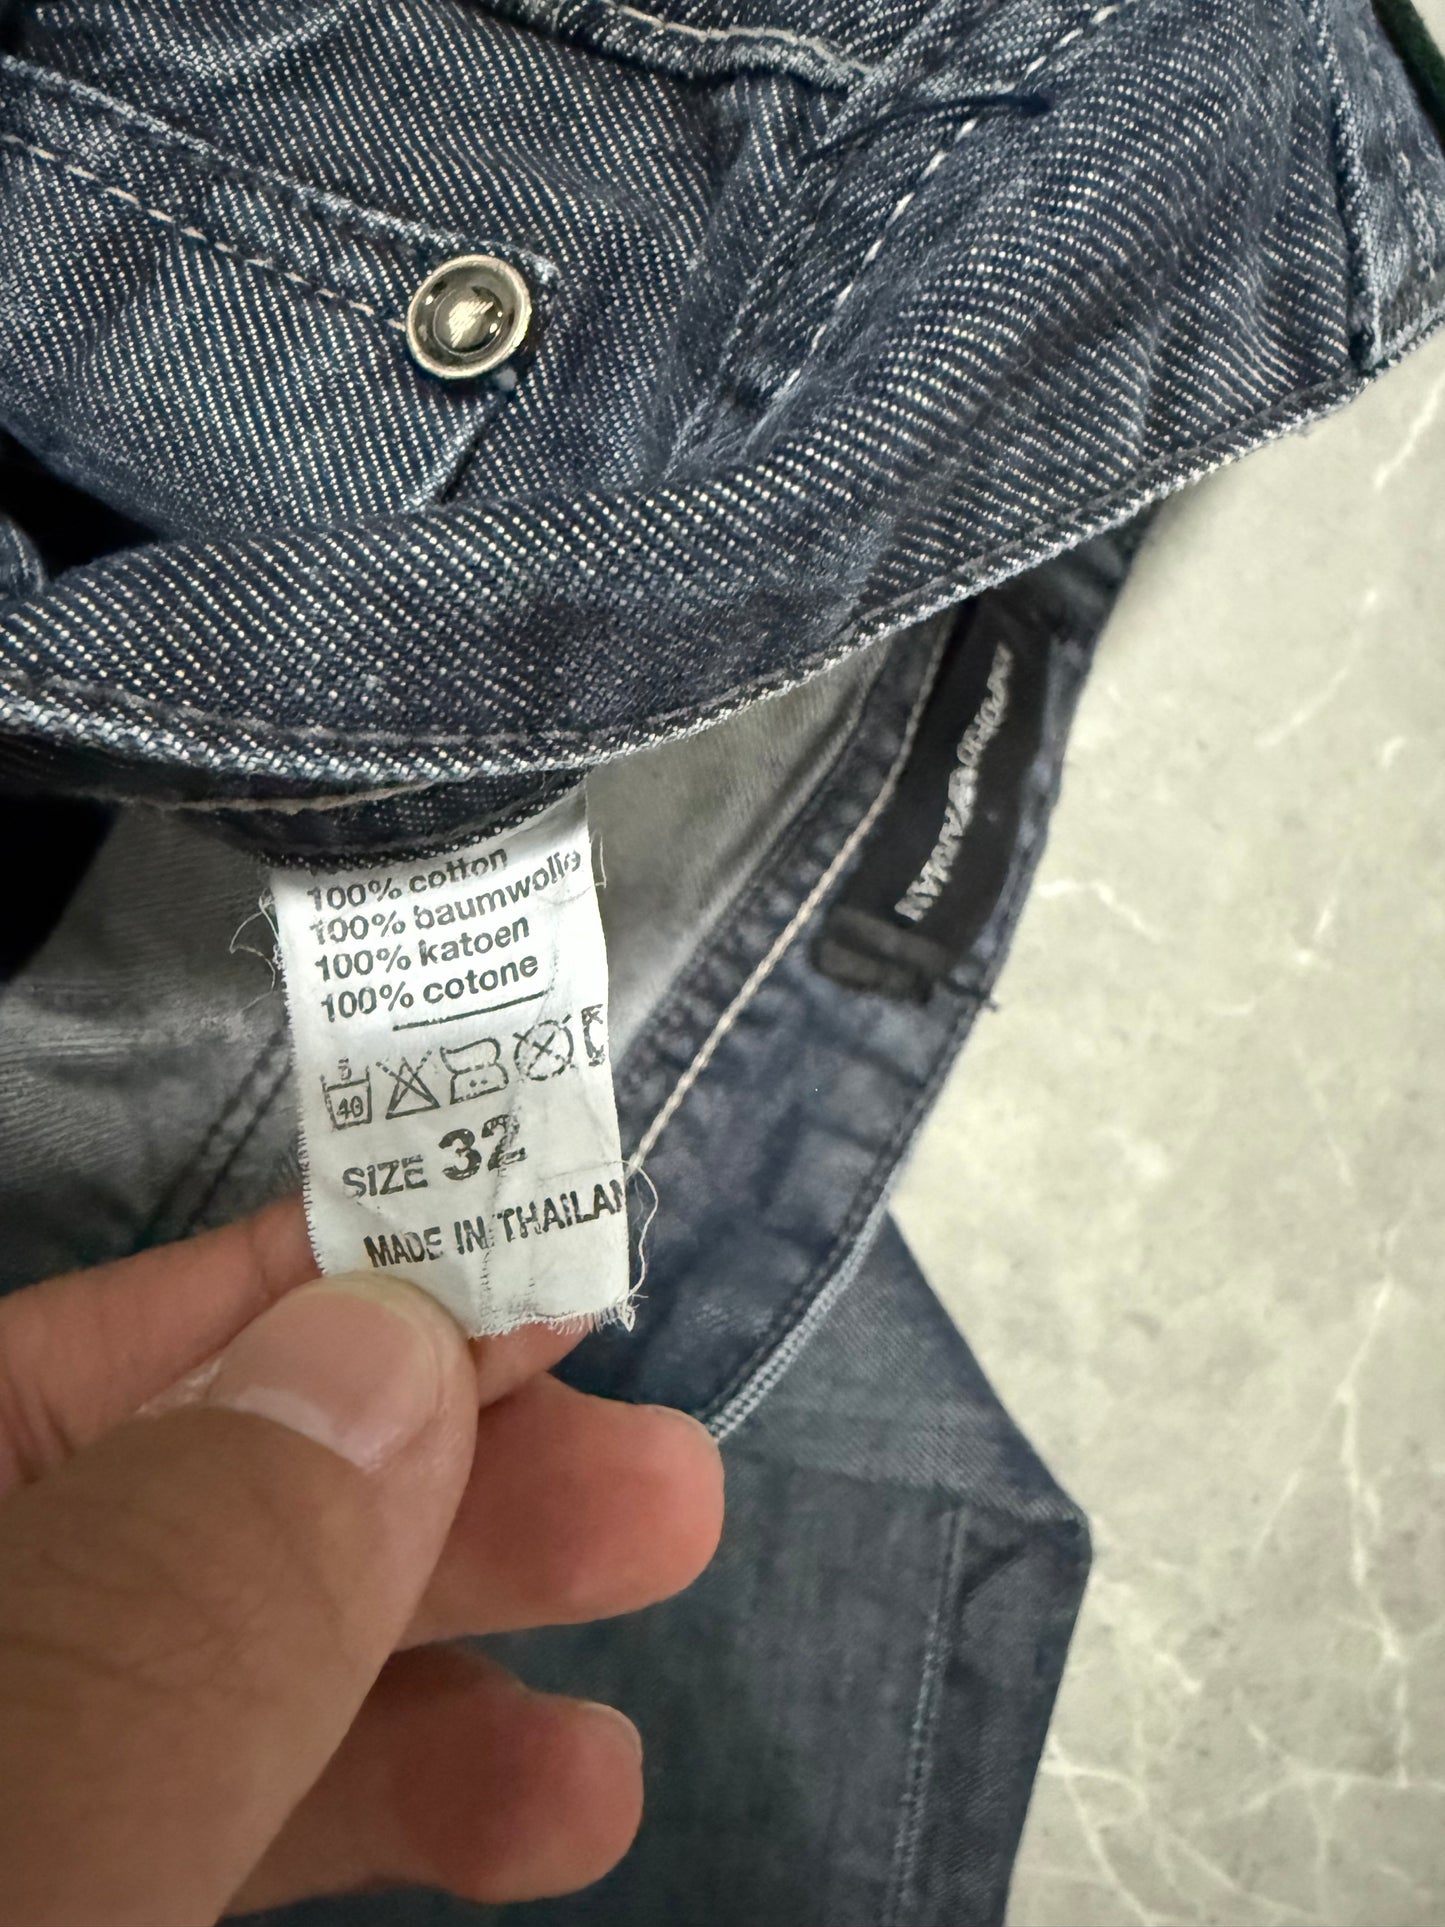 100% cotton
100% baumwolle
100% katoen
100% cotone
40
SIZE 32
MADE IN THAILAN